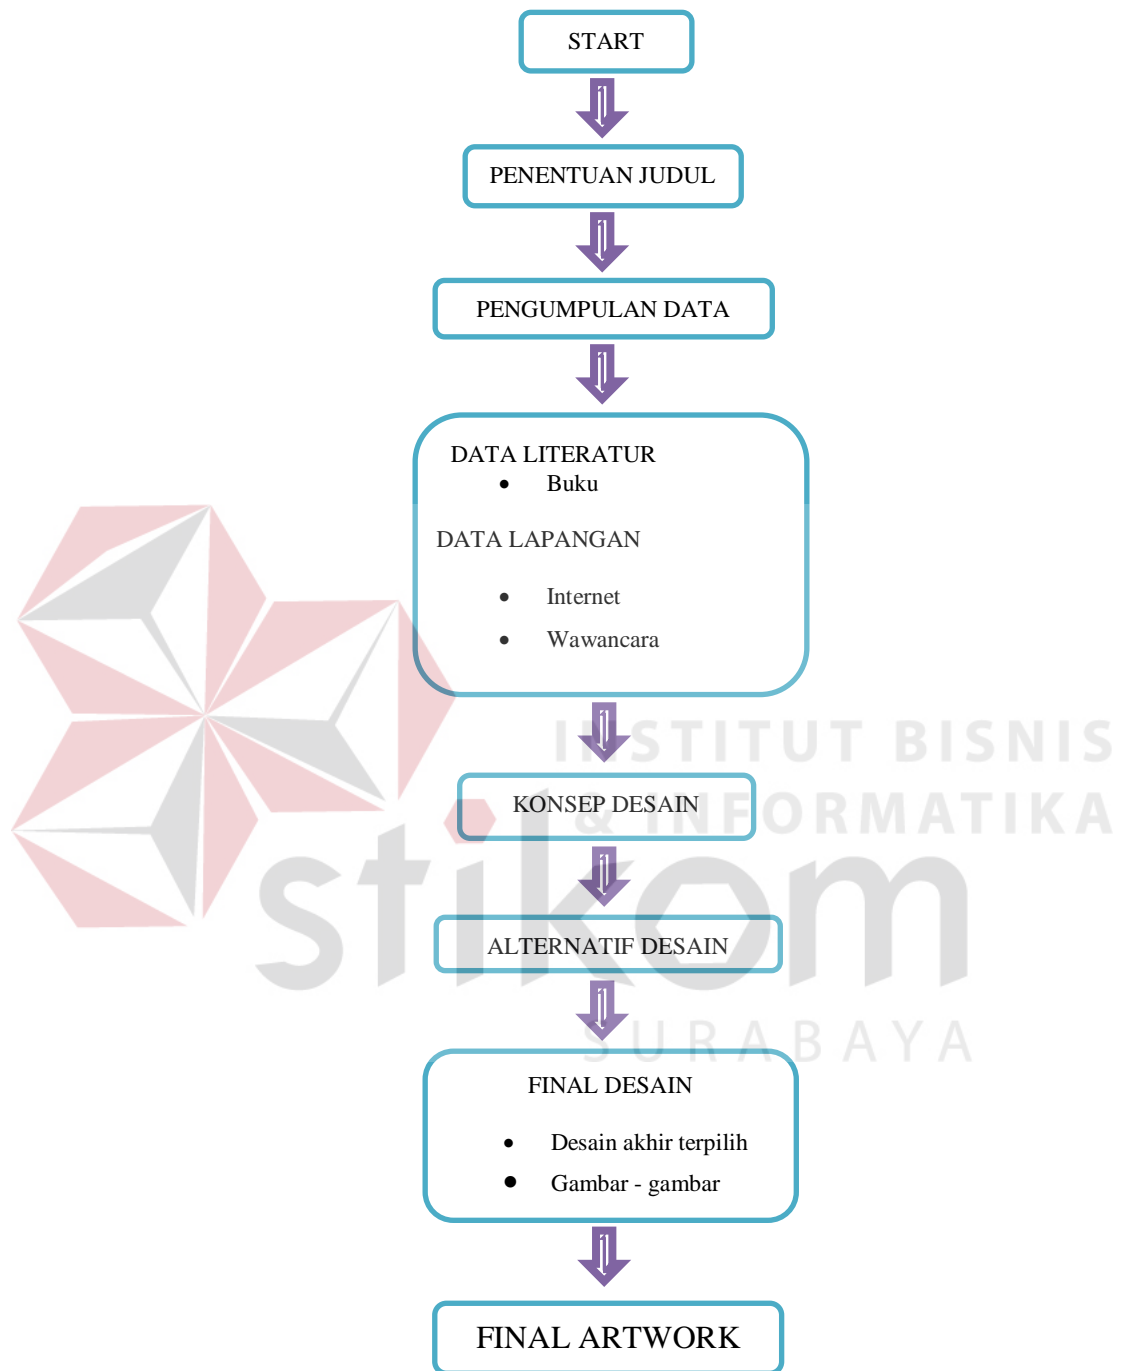 START
PENENTUAN JUDUL
PENGUMPULAN DATA
DATA LITERATUR
• Buku
DATA LAPANGAN
• Internet
• Wawancara
INSTITUT BISNIS
& INFORMATIKA
KONSEP DESAIN
stikom
ALTERNATIF DESAIN
SURABAYA
FINAL DESAIN
• Desain akhir terpilih
• Gambar - gambar
FINAL ARTWORK